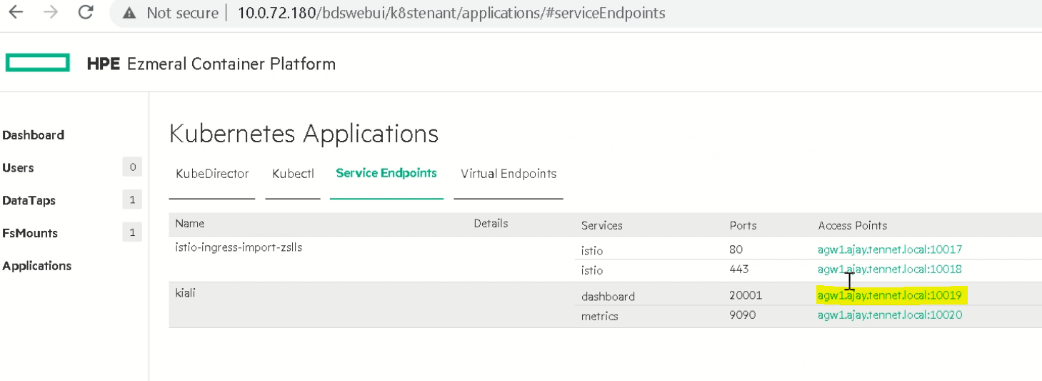 Not secure | 10.0.72.180/bdswebui/k8stenant/applications/#serviceEndpoints
HPE Ezmeral Container Platform
Dashboard
Users 0
DataTaps 1
FsMounts 1
Applications
Kubernetes Applications
KubeDirector Kubectl Service Endpoints Virtual Endpoints
Name Details Services Ports Access Points
istio-ingress-import-zslls istio 80 agw1.ajay.tennet.local:10017
istio 443 agw1.ajay.tennet.local:10018
kiali dashboard 20001 agw1.ajay.tennet.local:10019
metrics 9090 agw1.ajay.tennet.local:10020